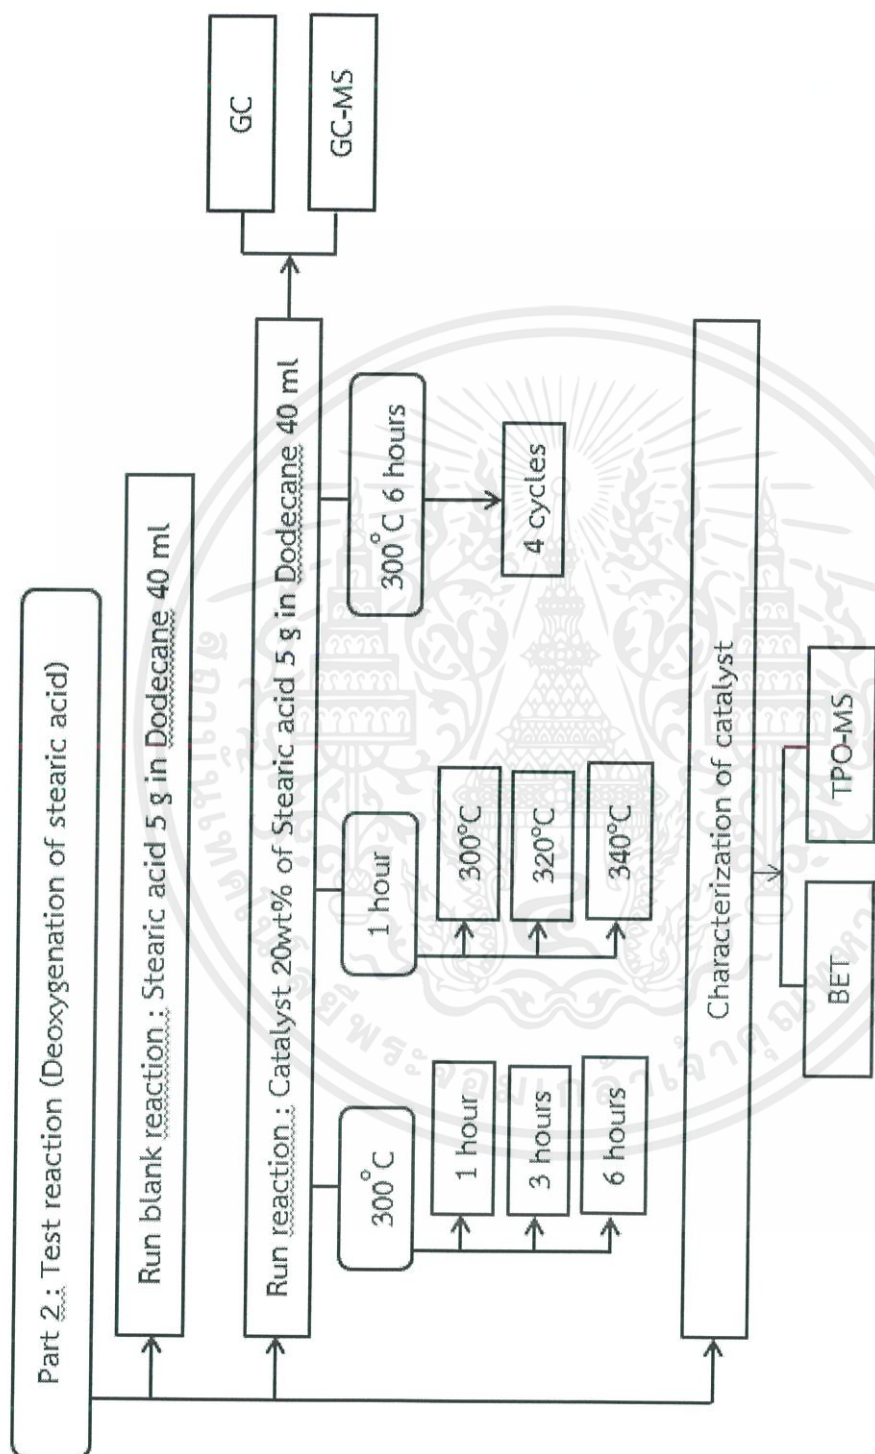 Part 2 : Test reaction (Deoxygenation of stearic acid)
Run blank reaction : Stearic acid 5 g in Dodecane 40 ml
Run reaction : Catalyst 20wt% of Stearic acid 5 g in Dodecane 40 ml
GC
GC-MS
300°C
1 hour
3 hours
6 hours
1 hour
300°C
320°C
340°C
300°C 6 hours
4 cycles
Characterization of catalyst
BET
TPO-MS